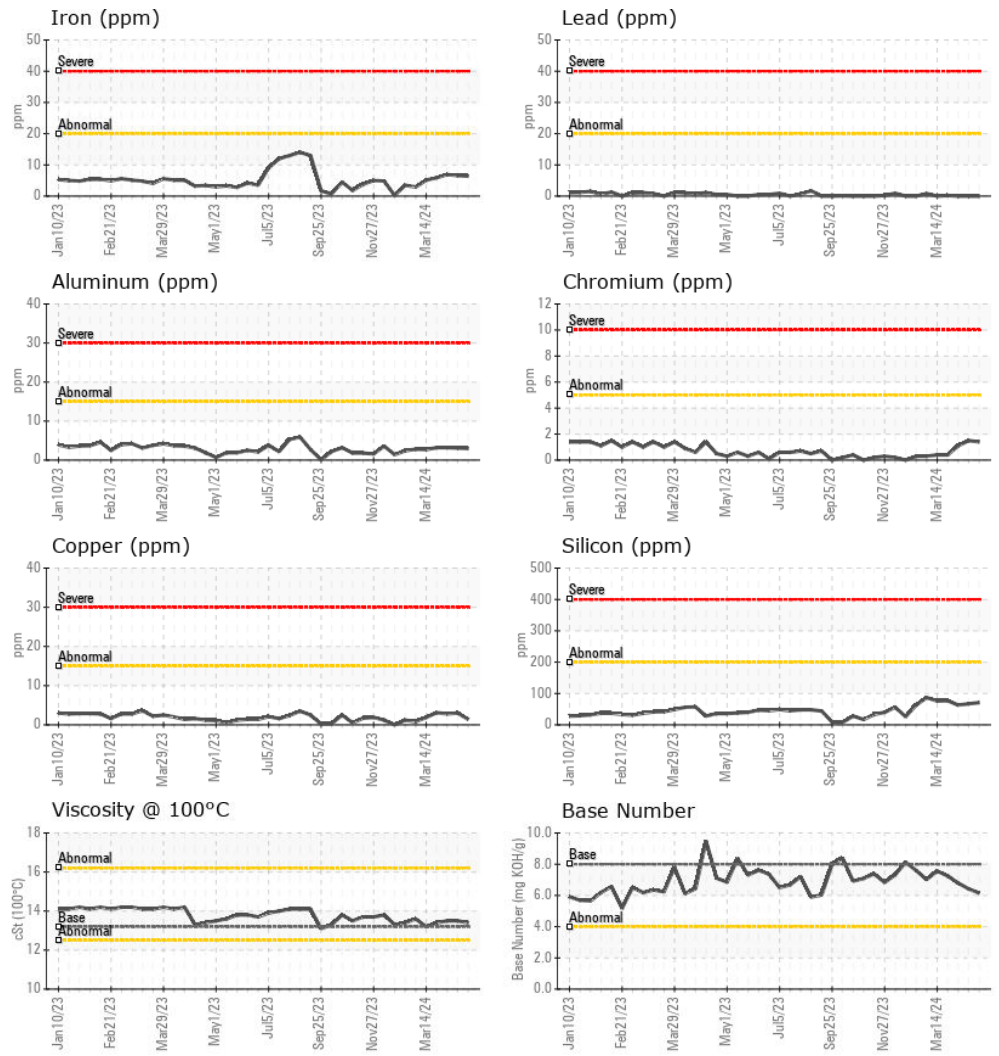 Iron (ppm)
50
40
30
20
10
0
ppm
Severe
Abnormal
Jan10/23
Feb21/23
Mar29/23
May1/23
Jul5/23
Sep25/23
Nov27/23
Mar14/24
Lead (ppm)
50
40
30
20
10
0
ppm
Severe
Abnormal
Jan10/23
Feb21/23
Mar29/23
May1/23
Jul5/23
Sep25/23
Nov27/23
Mar14/24
Aluminum (ppm)
40
30
20
10
0
ppm
Severe
Abnormal
Jan10/23
Feb21/23
Mar29/23
May1/23
Jul5/23
Sep25/23
Nov27/23
Mar14/24
Chromium (ppm)
12
10
8
6
4
2
0
ppm
Severe
Abnormal
Jan10/23
Feb21/23
Mar29/23
May1/23
Jul5/23
Sep25/23
Nov27/23
Mar14/24
Copper (ppm)
40
30
20
10
0
ppm
Severe
Abnormal
Jan10/23
Feb21/23
Mar29/23
May1/23
Jul5/23
Sep25/23
Nov27/23
Mar14/24
Silicon (ppm)
500
400
300
200
100
0
ppm
Severe
Abnormal
Jan10/23
Feb21/23
Mar29/23
May1/23
Jul5/23
Sep25/23
Nov27/23
Mar14/24
Viscosity @ 100°C
18
16
14
12
10
cSt (100°C)
Abnormal
Base
Abnormal
Jan10/23
Feb21/23
Mar29/23
May1/23
Jul5/23
Sep25/23
Nov27/23
Mar14/24
Base Number
10.0
8.0
6.0
4.0
2.0
0.0
Base Number (mg KOH/g)
Base
Abnormal
Jan10/23
Feb21/23
Mar29/23
May1/23
Jul5/23
Sep25/23
Nov27/23
Mar14/24